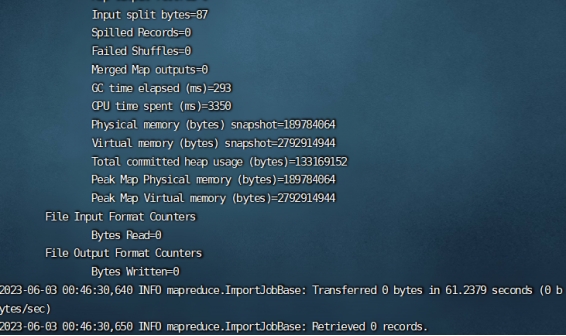 Input split bytes=87
Spilled Records=0
Failed Shuffles=0
Merged Map outputs=0
GC time elapsed (ms)=293
CPU time spent (ms)=3350
Physical memory (bytes) snapshot=189784064
Virtual memory (bytes) snapshot=2792914944
Total committed heap usage (bytes)=133169152
Peak Map Physical memory (bytes)=189784064
Peak Map Virtual memory (bytes)=2792914944
File Input Format Counters
Bytes Read=0
File Output Format Counters
Bytes Written=0
2023-06-03 00:46:30,640 INFO mapreduce.ImportJobBase: Transferred 0 bytes in 61.2379 seconds (0 b
ytes/sec)
2023-06-03 00:46:30,650 INFO mapreduce.ImportJobBase: Retrieved 0 records.